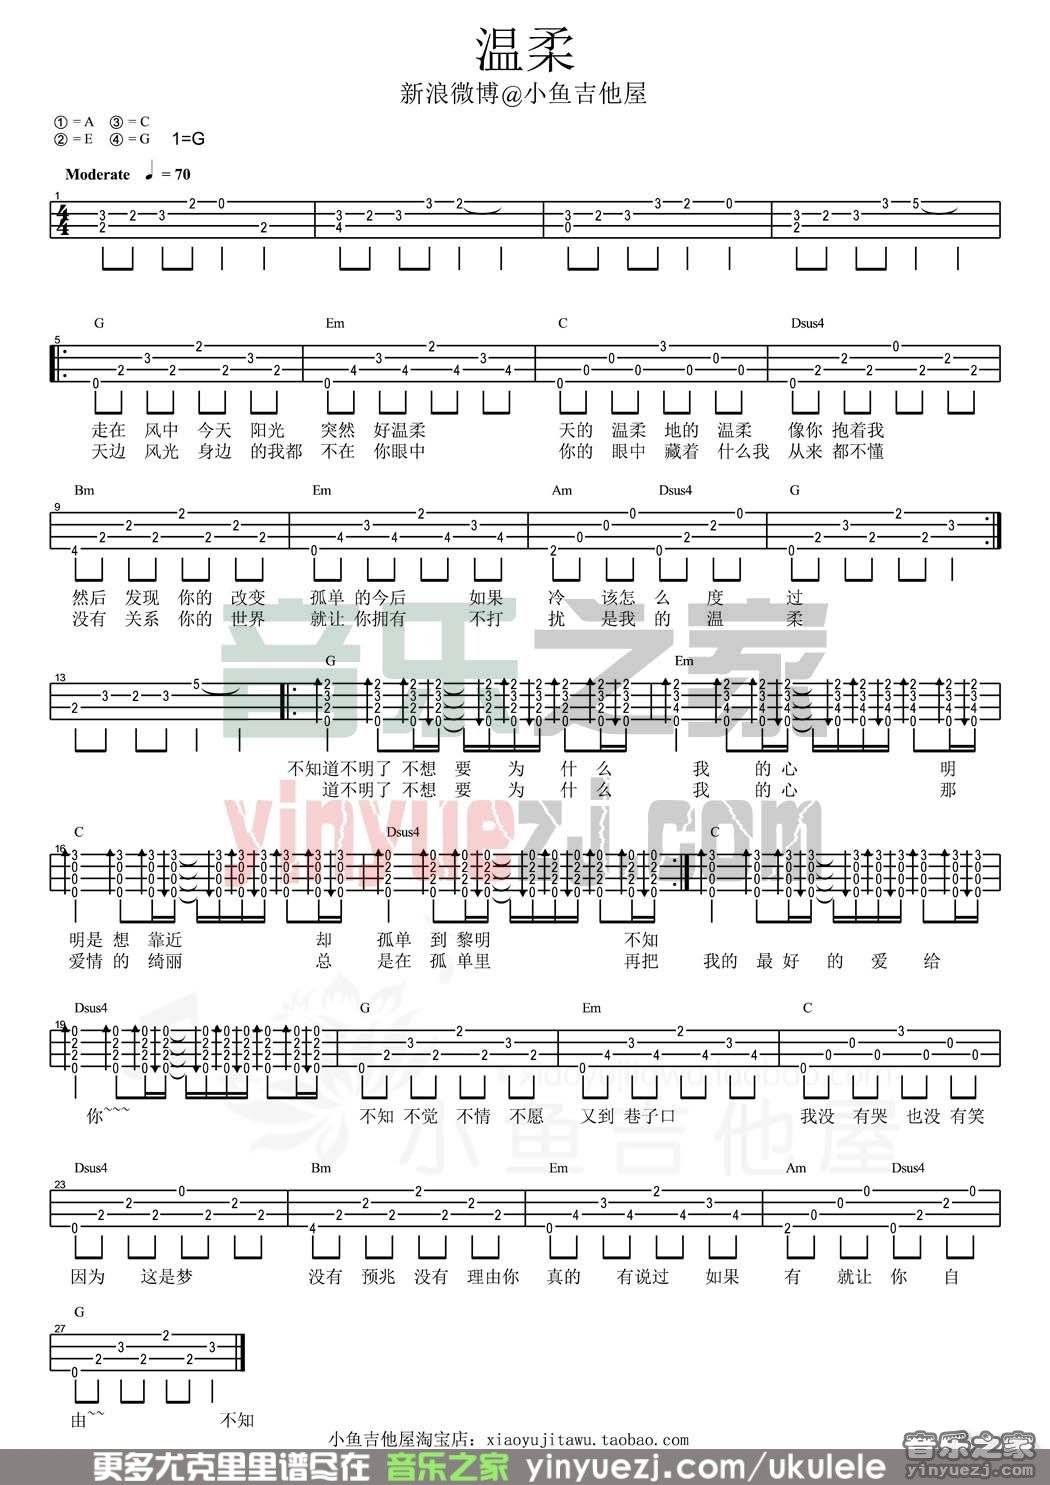 温柔
新浪微博@小鱼吉他屋
① = A ③ = C
② = E ④ = G 1=G
Moderate ♩ = 70
G Em C Dsus4
走在 风中 今天 阳光 突然 好温柔 天的 温柔 地的 温柔 像你 抱着我
天边 风光 身边 的我都 不在 你眼中 你的 眼中 藏着 什么我 从来 都不懂
Bm Em Am Dsus4 G
然后 发现 你的 改变 孤单 的今后 如果 冷 该怎 么 度 过
没有 关系 你的 世界 就让 你拥有 不打 扰 是我 的 温 柔
G Em
不知道不明了 不想 要 为 什 么 我 的 心 明
道不明了 不想 要 为 什 么 我 的 心 那
C Dsus4 C
明是 想 靠近 却 孤单 到 黎明 不知
爱情 的 绮丽 总 是在 孤 单里 再把 我的 最 好 的 爱 给
Dsus4 G Em C
你~~~ 不知 不觉 不情 不愿 又到 巷子口 我没 有哭 也没 有笑
Dsus4 Bm Em Am Dsus4
因为 这是梦 没有 预兆 没有 理由你 真的 有说过 如果 有 就让 你 自
G
由~~ 不知
小鱼吉他屋淘宝店：xiaoyujitawu.taobao.com
音乐之家
yinyuezj.com
xiaoyujitawu.taobao.com
小鱼吉他屋
更多尤克里里谱尽在 音乐之家 yinyuezj.com/ukulele
音乐之家
yinyuezj.com